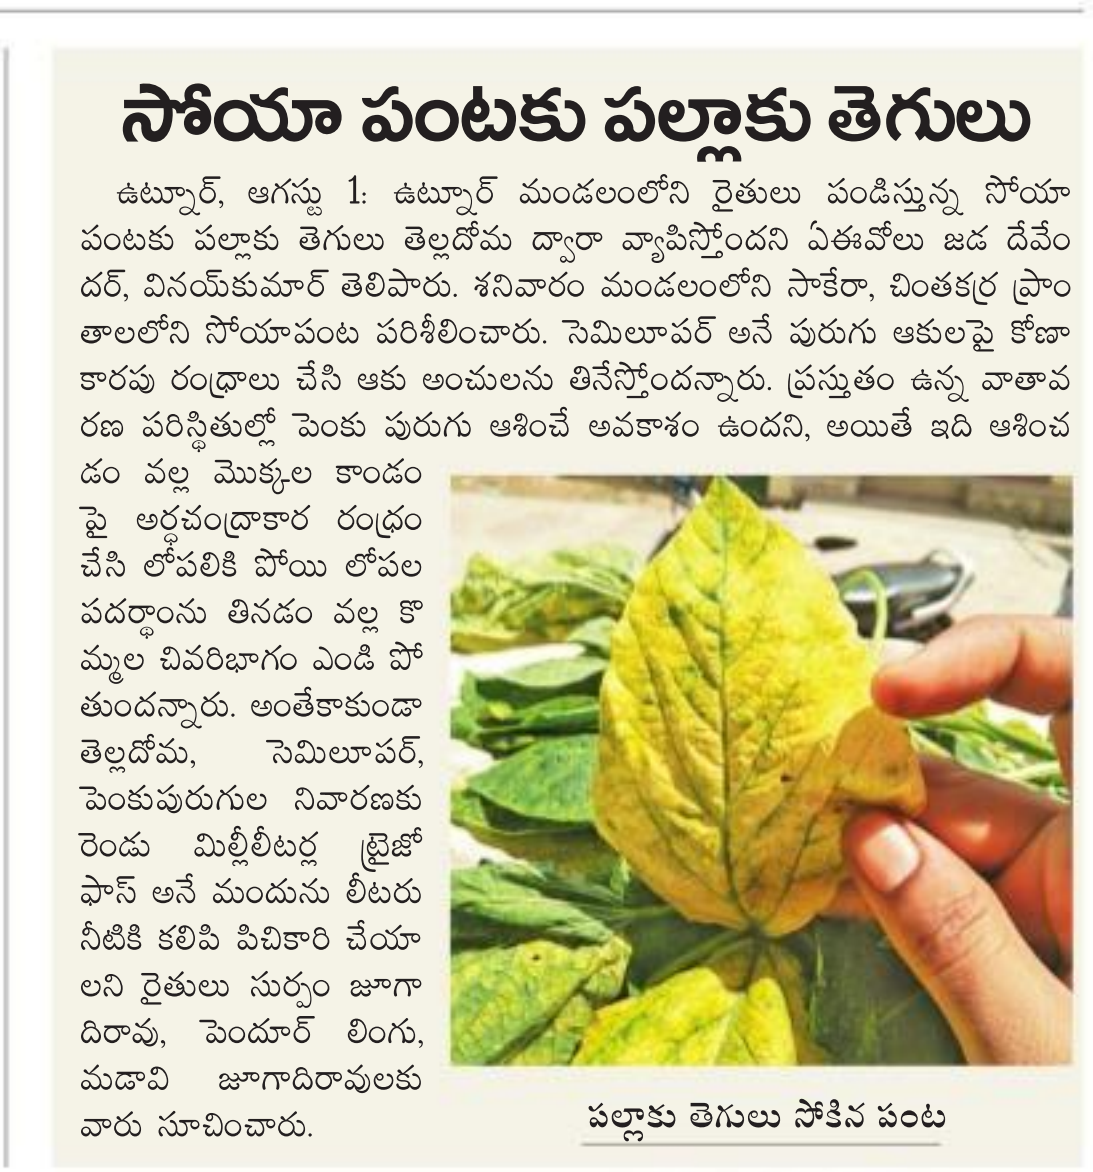 సోయా పంటకు పల్లాకు తెగులు
ఉట్నూర్, ఆగస్టు 1: ఉట్నూర్ మండలంలోని రైతులు పండిస్తున్న సోయా
పంటకు పల్లాకు తెగులు తెల్లదోమ ద్వారా వ్యాపిస్తోందని ఏఈవోలు జడ దేవేం
దర్, వినయ్‌కుమార్ తెలిపారు. శనివారం మండలంలోని సాకేరా, చింతకర్ర ప్రాం
తాలలోని సోయాపంట పరిశీలించారు. సెమిలూపర్ అనే పురుగు ఆకులపై కోణా
కారపు రంధ్రాలు చేసి ఆకు అంచులను తినేస్తోందన్నారు. ప్రస్తుతం ఉన్న వాతావ
రణ పరిస్థితుల్లో పెంకు పురుగు ఆశించే అవకాశం ఉందని, అయితే ఇది ఆశించ
డం వల్ల మొక్కల కాండం
పై అర్ధచంద్రాకార రంధ్రం
చేసి లోపలికి పోయి లోపల
పదర్థాంను తినడం వల్ల కొ
మ్మల చివరిభాగం ఎండి పో
తుందన్నారు. అంతేకాకుండా
తెల్లదోమ, సెమిలూపర్,
పెంకుపురుగుల నివారణకు
రెండు మిల్లీలీటర్ల ట్రైజో
ఫాస్ అనే మందును లీటరు
నీటికి కలిపి పిచికారి చేయా
లని రైతులు సుర్పం జూగా
దిరావు, పెందూర్ లింగు,
మడావి జూగాదిరావులకు
వారు సూచించారు.
పల్లాకు తెగులు సోకిన పంట